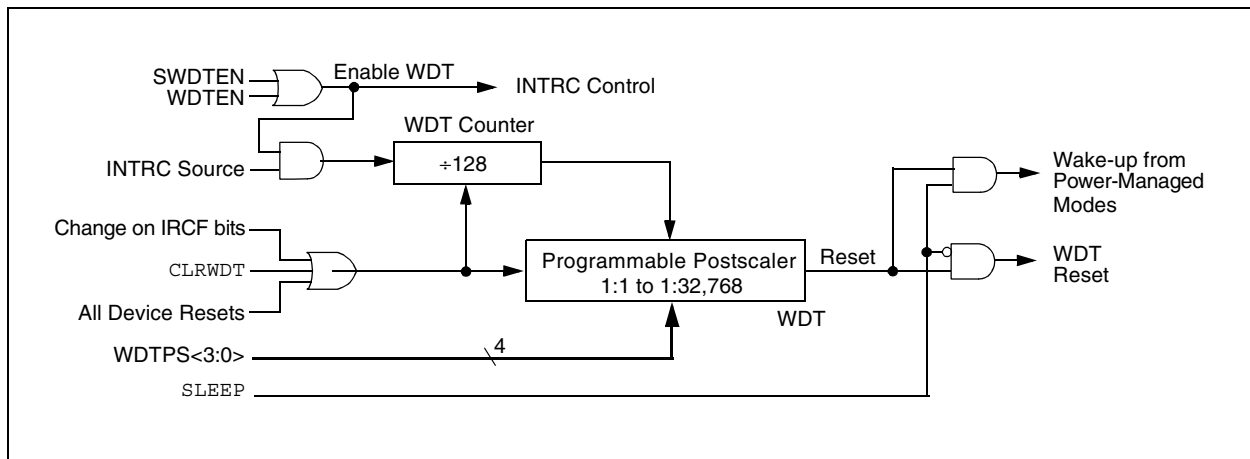 SWDTEN
WDTEN
Enable WDT
INTRC Control
WDT Counter
÷128
INTRC Source
Wake-up from
Power-Managed
Modes
Change on IRCF bits
CLRWDT
All Device Resets
Programmable Postscaler
1:1 to 1:32,768
Reset
WDT
Reset
WDT
WDTPS<3:0>
4
SLEEP